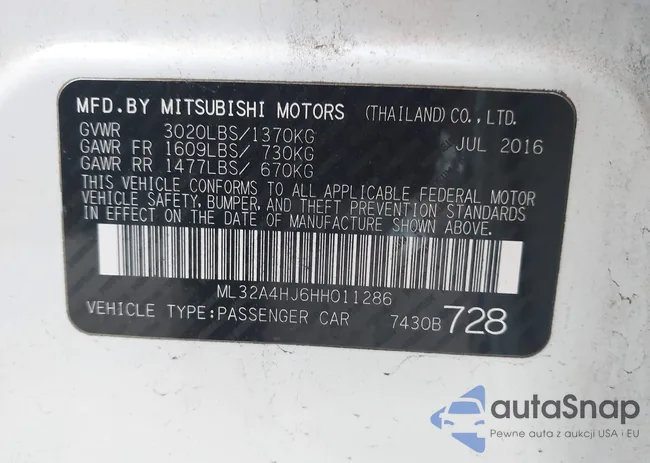 MFD.BY MITSUBISHI MOTORS (THAILAND) CO., LTD.
GVWR 3020LBS/1370KG JUL 2016
GAWR FR 1609LBS/ 730KG
GAWR RR 1477LBS/ 670KG
THIS VEHICLE CONFORMS TO ALL APPLICABLE FEDERAL MOTOR
VEHICLE SAFETY, BUMPER, AND THEFT PREVENTION STANDARDS
IN EFFECT ON THE DATE OF MANUFACTURE SHOWN ABOVE.
ML32A4HJ6HH011286
VEHICLE TYPE:PASSENGER CAR 7430B 728
autaSnap
Pewne auta z aukcji USA i EU